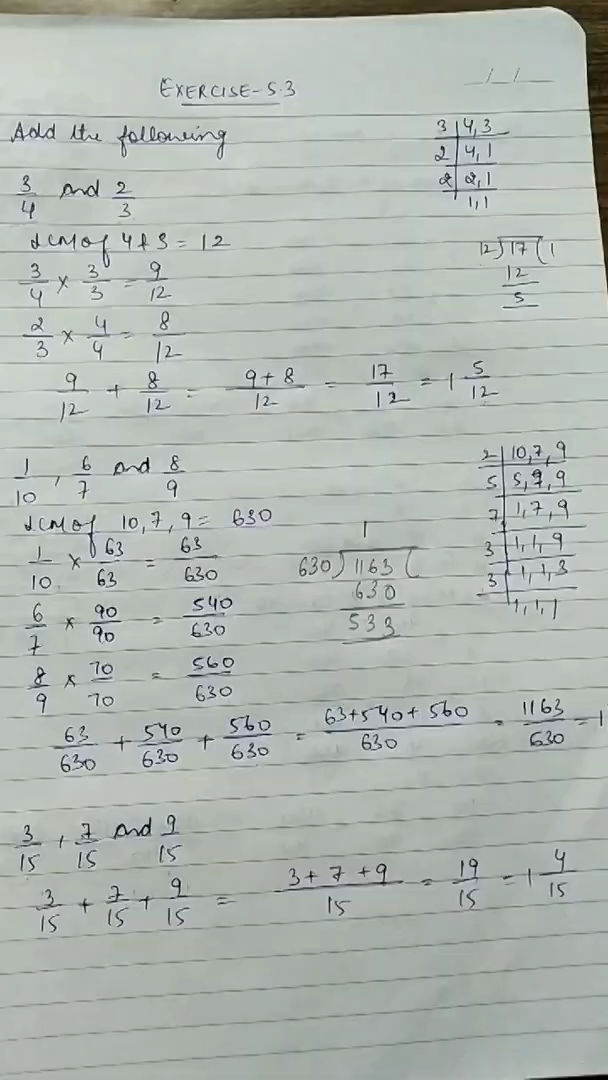 EXERCISE-5.3
__/__/__
Add the following
3 | 4, 3
2 | 4, 1
2 | 2, 1
1, 1
3/4 and 2/3
LCM of 4 & 3 = 12
3/4 × 3/3 = 9/12
12)17(1
12
5
2/3 × 4/4 = 8/12
9/12 + 8/12 = 9+8/12 = 17/12 = 1 5/12
1/10, 6/7 and 8/9
2 | 10, 7, 9
5 | 5, 7, 9
7 | 1, 7, 9
3 | 1, 1, 9
3 | 1, 1, 3
1, 1, 1
LCM of 10, 7, 9 = 630
1/10 × 63/63 = 63/630
1
630)1163(
630
533
6/7 × 90/90 = 540/630
8/9 × 70/70 = 560/630
63/630 + 540/630 + 560/630 = 63+540+560/630 = 1163/630 = 1
3/15 + 7/15 and 9/15
3/15 + 7/15 + 9/15 = 3+7+9/15 = 19/15 = 1 4/15